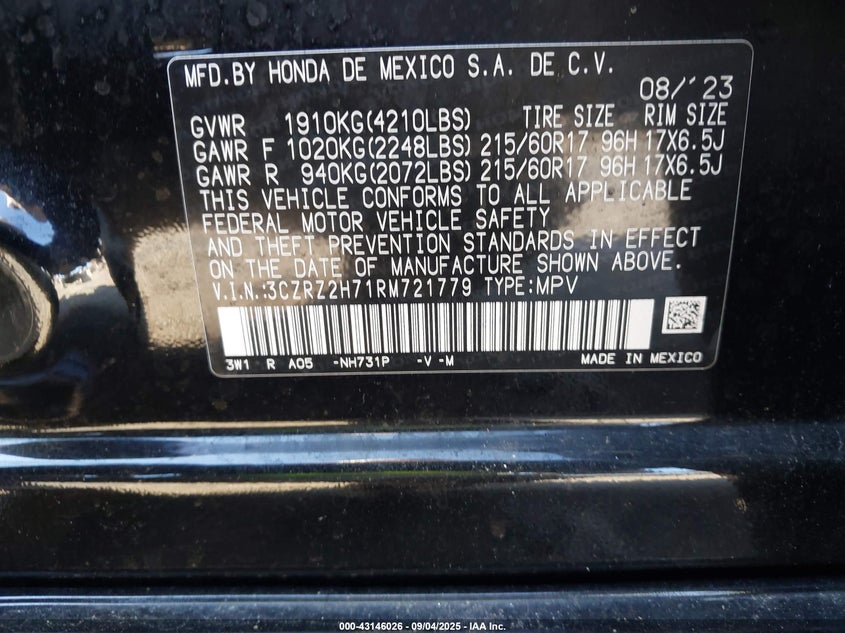 MFD.BY HONDA DE MEXICO S.A. DE C.V.
08/'23
GVWR 1910KG(4210LBS) TIRE SIZE RIM SIZE
GAWR F 1020KG(2248LBS) 215/60R17 96H 17X6.5J
GAWR R 940KG(2072LBS) 215/60R17 96H 17X6.5J
THIS VEHICLE CONFORMS TO ALL APPLICABLE
FEDERAL MOTOR VEHICLE SAFETY
AND THEFT PREVENTION STANDARDS IN EFFECT
ON THE DATE OF MANUFACTURE SHOWN ABOVE.
V.I.N.:3CZRZ2H71RM721779 TYPE:MPV
3W1 R A05 -NH731P -V -M MADE IN MEXICO
000-43146026 - 09/04/2025 - IAA Inc.